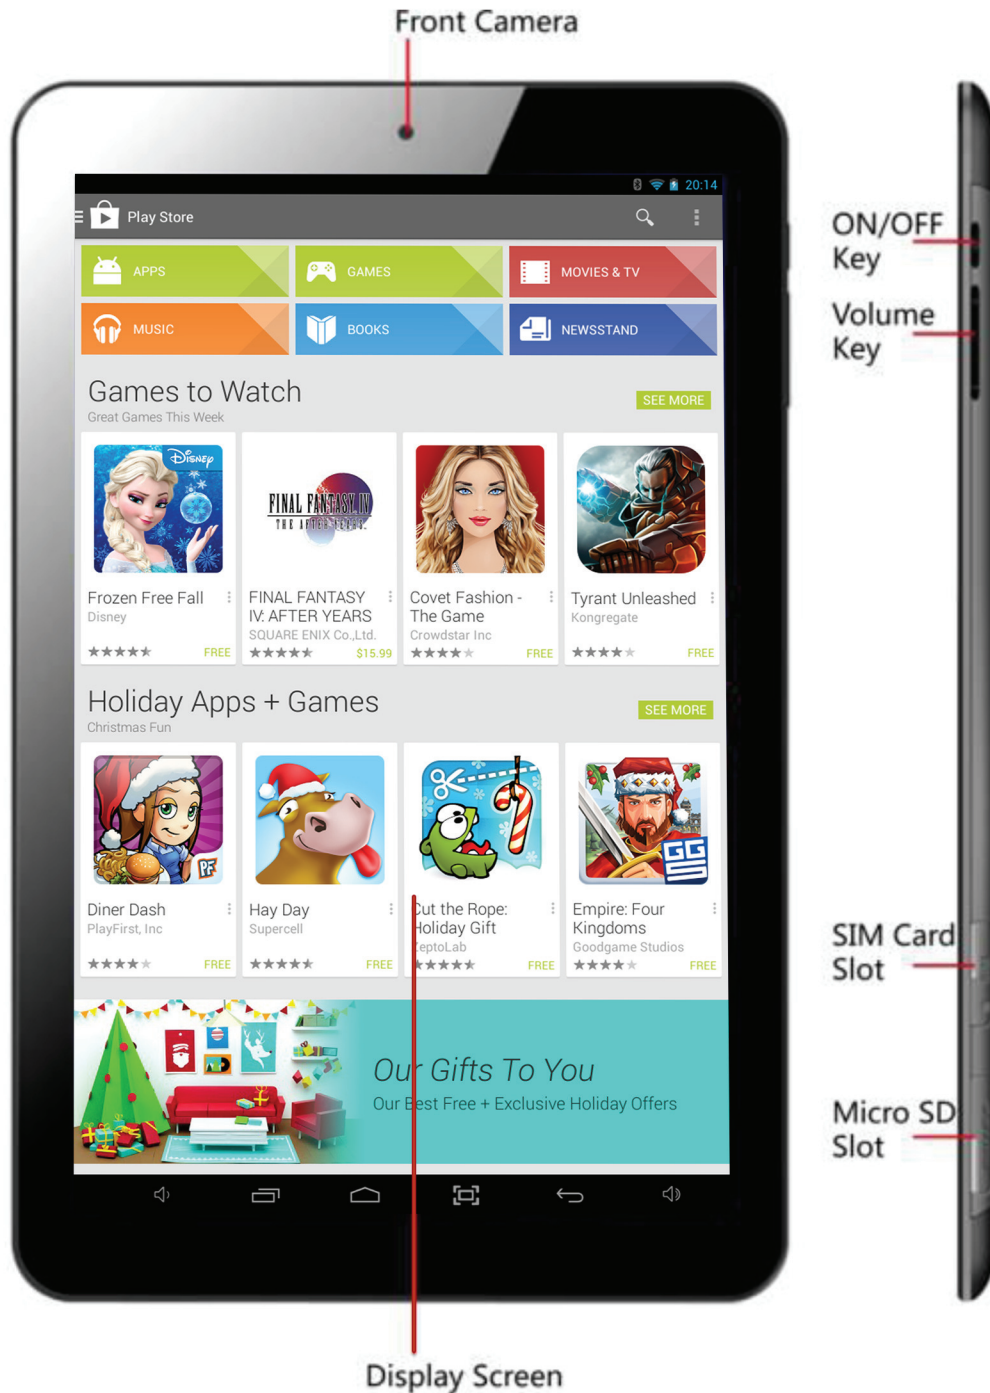 Front Camera
20:14
Play Store
APPS
GAMES
MOVIES & TV
MUSIC
BOOKS
NEWSSTAND
Games to Watch
Great Games This Week
SEE MORE
Disney
FINAL FANTASY IV
THE AFTER YEARS
Frozen Free Fall
Disney
FREE
FINAL FANTASY
IV: AFTER YEARS
SQUARE ENIX Co.,Ltd.
$15.99
Covet Fashion -
The Game
Crowdstar Inc
FREE
Tyrant Unleashed
Kongregate
FREE
Holiday Apps + Games
Christmas Fun
SEE MORE
PF
GGS
Diner Dash
PlayFirst, Inc
FREE
Hay Day
Supercell
FREE
Cut the Rope:
Holiday Gift
ZeptoLab
FREE
Empire: Four
Kingdoms
Goodgame Studios
FREE
Our Gifts To You
Our Best Free + Exclusive Holiday Offers
Display Screen
ON/OFF
Key
Volume
Key
SIM Card
Slot
Micro SD
Slot